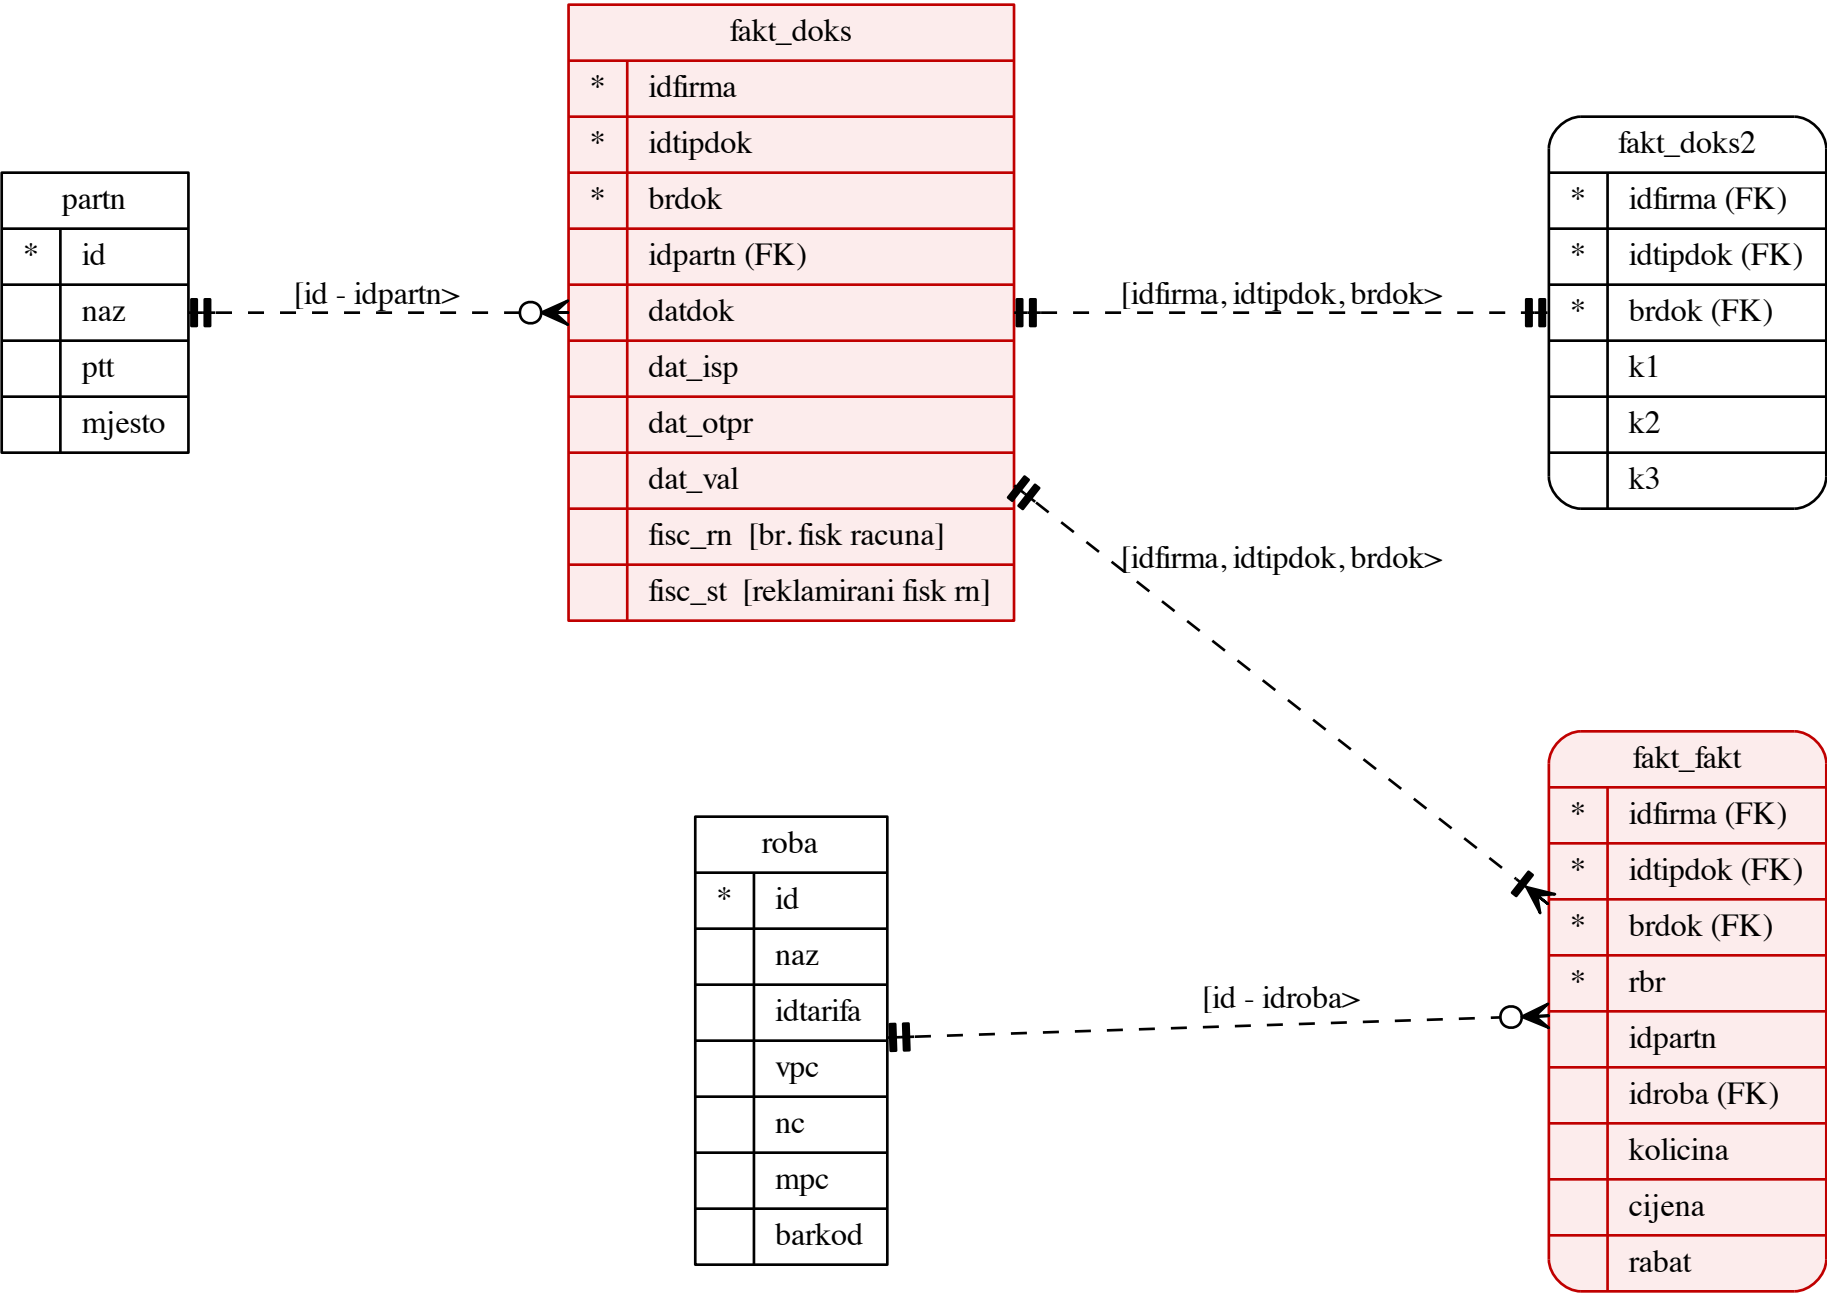 partn
* id
naz
ptt
mjesto
[id - idpartn>
fakt_doks
* idfirma
* idtipdok
* brdok
idpartn (FK)
datdok
dat_isp
dat_otpr
dat_val
fisc_rn [br. fisk racuna]
fisc_st [reklamirani fisk rn]
[idfirma, idtipdok, brdok>
fakt_doks2
* idfirma (FK)
* idtipdok (FK)
* brdok (FK)
k1
k2
k3
[idfirma, idtipdok, brdok>
roba
* id
naz
idtarifa
vpc
nc
mpc
barkod
[id - idroba>
fakt_fakt
* idfirma (FK)
* idtipdok (FK)
* brdok (FK)
* rbr
idpartn
idroba (FK)
kolicina
cijena
rabat